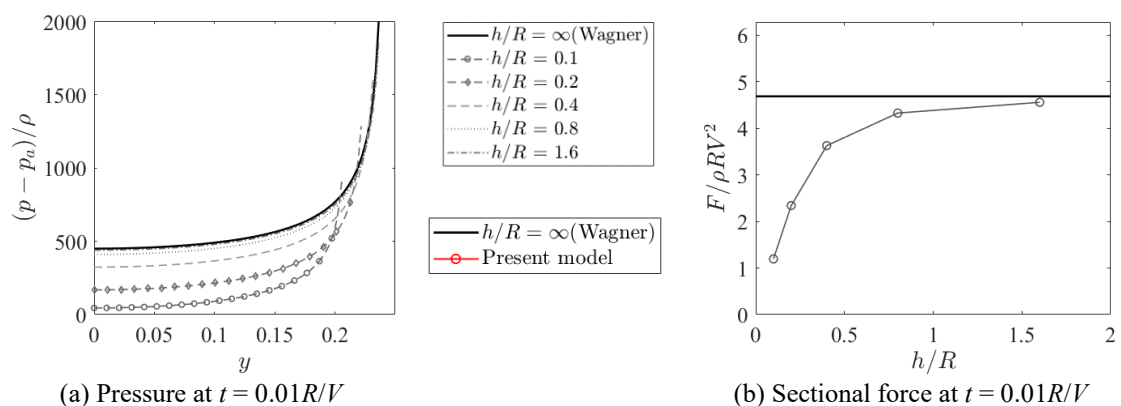 2000
1500
1000
500
0
(p − p_a)/ρ
0 0.05 0.1 0.15 0.2
y
(a) Pressure at t = 0.01R/V
h/R = ∞(Wagner)
h/R = 0.1
h/R = 0.2
h/R = 0.4
h/R = 0.8
h/R = 1.6
h/R = ∞(Wagner)
Present model
6
5
4
3
2
1
0
F/ρRV²
0 0.5 1 1.5 2
h/R
(b) Sectional force at t = 0.01R/V